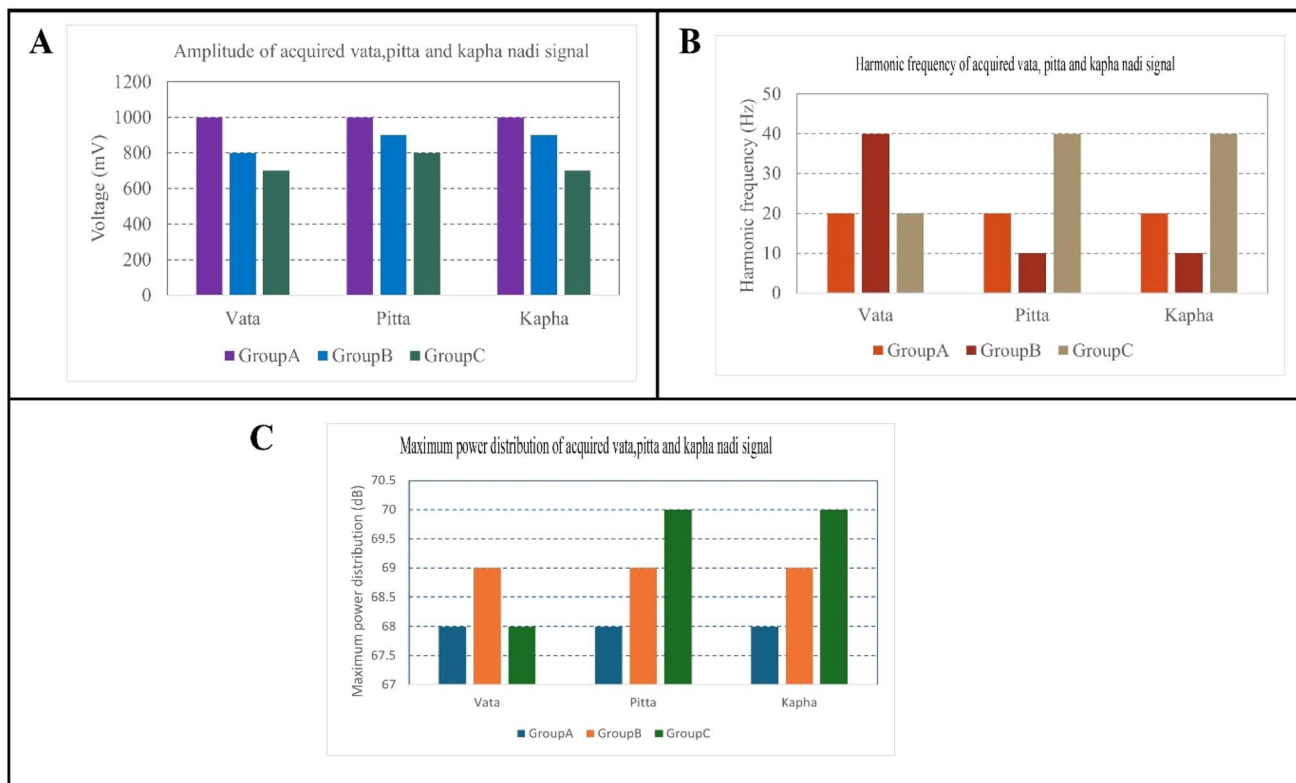 A
Amplitude of acquired vata,pitta and kapha nadi signal
Voltage (mV)
1200
1000
800
600
400
200
0
Vata Pitta Kapha
GroupA GroupB GroupC
B
Harmonic frequency of acquired vata, pitta and kapha nadi signal
Harmonic frequency (Hz)
50
40
30
20
10
0
Vata Pitta Kapha
GroupA GroupB GroupC
C
Maximum power distribution of acquired vata,pitta and kapha nadi signal
Maximum power distribution (dB)
70.5
70
69.5
69
68.5
68
67.5
67
Vata Pitta Kapha
GroupA GroupB GroupC